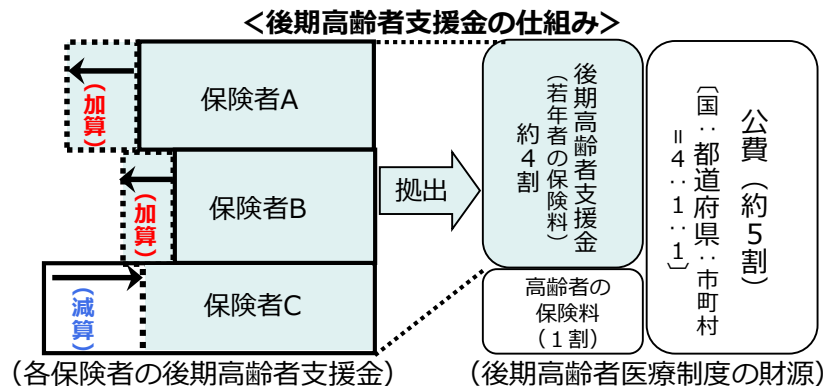 ＜後期高齢者支援金の仕組み＞
保険者A
（加算）
保険者B
（加算）
保険者C
（減算）
拠出
後期高齢者支援金
（若年者の保険料）
約４割
高齢者の
保険料
（１割）
公費（約５割）
〔国：都道府県：市町村
＝４：１：１〕
（各保険者の後期高齢者支援金）
（後期高齢者医療制度の財源）